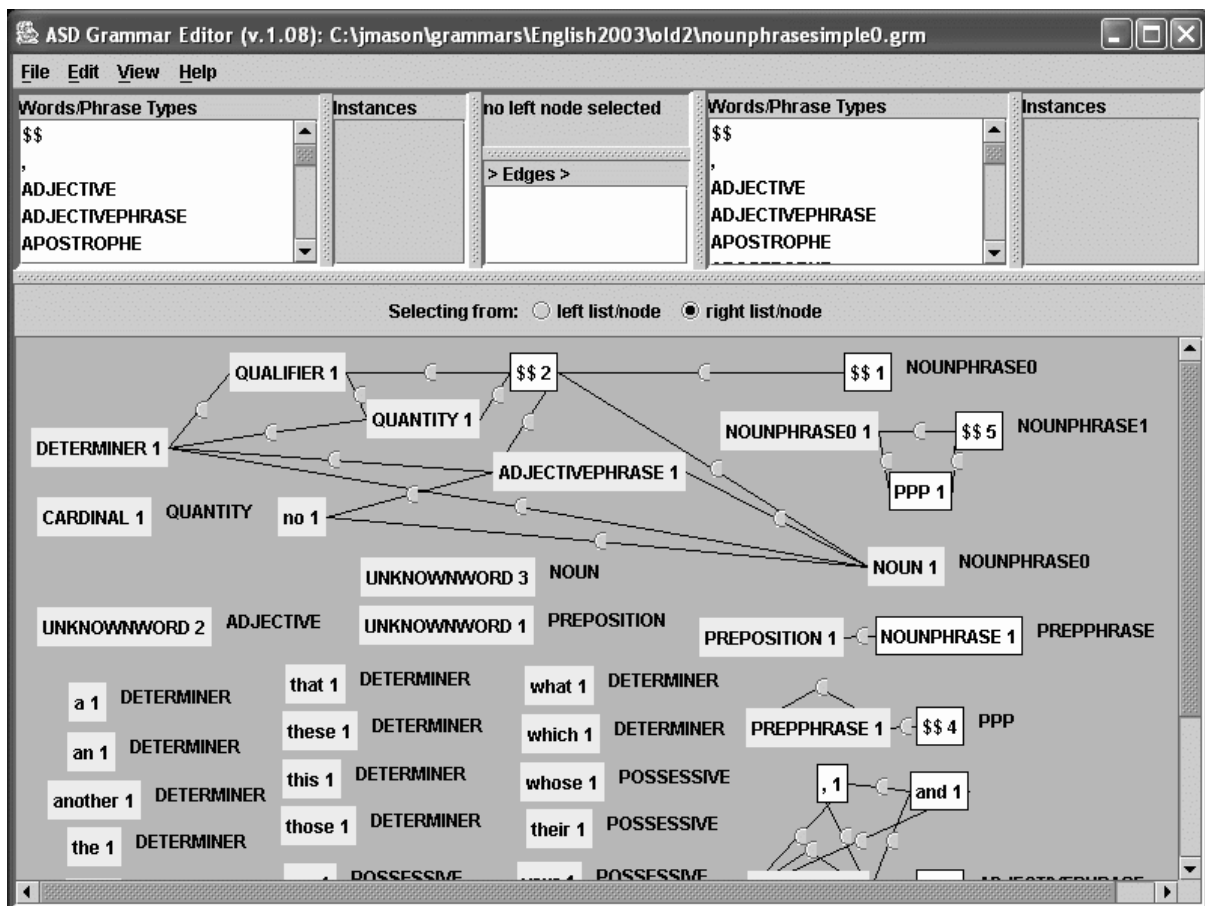 ASD Grammar Editor (v.1.08): C:\jmason\grammars\English2003\old2\nounphrasesimple0.grm
File Edit View Help
Words/Phrase Types
$$
,
ADJECTIVE
ADJECTIVEPHRASE
APOSTROPHE
Instances
no left node selected
> Edges >
Words/Phrase Types
$$
,
ADJECTIVE
ADJECTIVEPHRASE
APOSTROPHE
Instances
Selecting from: left list/node right list/node
QUALIFIER 1 $$ 2 $$ 1 NOUNPHRASE0
QUANTITY 1 NOUNPHRASE0 1 $$ 5 NOUNPHRASE1
DETERMINER 1 ADJECTIVEPHRASE 1
PPP 1
CARDINAL 1 QUANTITY no 1
NOUN 1 NOUNPHRASE0
UNKNOWNWORD 3 NOUN
UNKNOWNWORD 2 ADJECTIVE UNKNOWNWORD 1 PREPOSITION PREPOSITION 1 NOUNPHRASE 1 PREPPHRASE
a 1 DETERMINER that 1 DETERMINER what 1 DETERMINER
these 1 DETERMINER which 1 DETERMINER PREPPHRASE 1 $$ 4 PPP
an 1 DETERMINER
this 1 DETERMINER whose 1 POSSESSIVE , 1 and 1
another 1 DETERMINER
those 1 DETERMINER their 1 POSSESSIVE
the 1 DETERMINER
POSSESSIVE POSSESSIVE